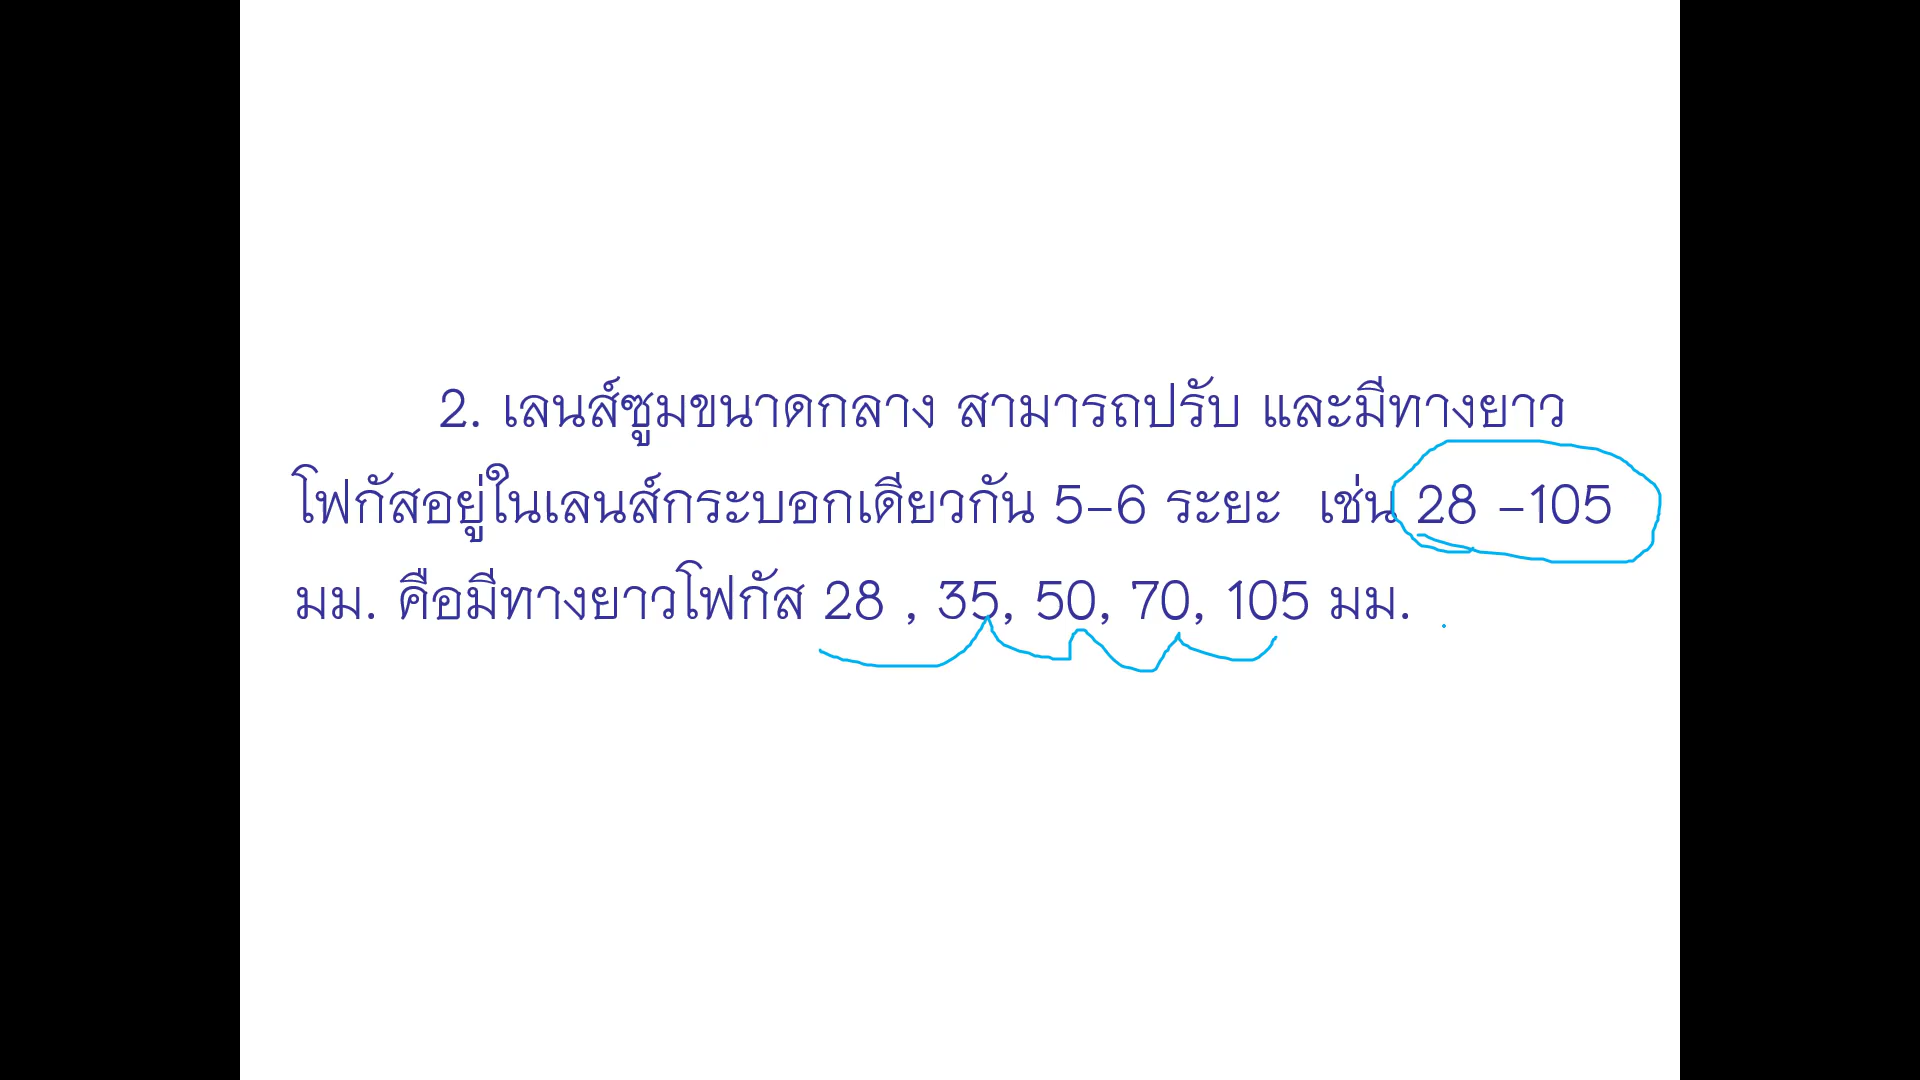 2. เลนส์ซูมขนาดกลาง สามารถปรับ และมีทางยาว
โฟกัสอยู่ในเลนส์กระบอกเดียวกัน 5-6 ระยะ เช่น 28 -105
มม. คือมีทางยาวโฟกัส 28 , 35, 50, 70, 105 มม.